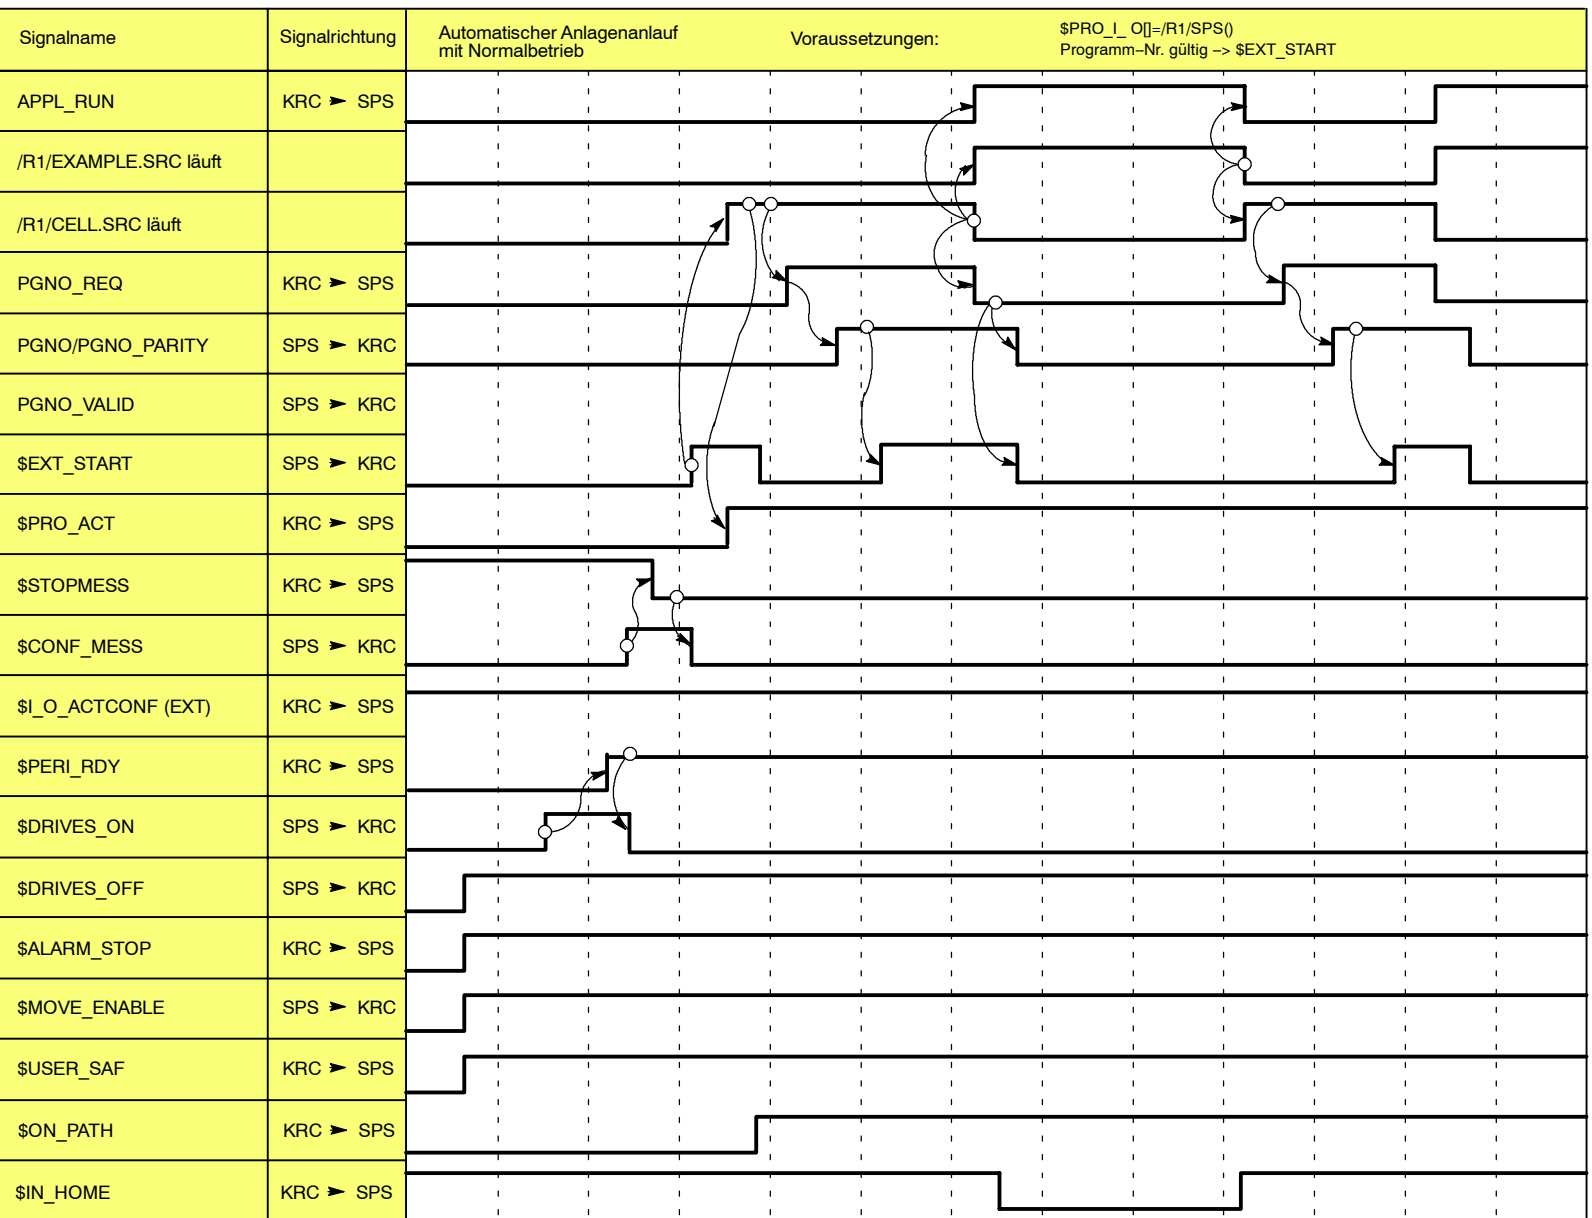 Signalname Signalrichtung Automatischer Anlagenanlauf Voraussetzungen: $PRO_I_ O[]=/R1/SPS()
mit Normalbetrieb Programm–Nr. gültig –> $EXT_START
APPL_RUN KRC ➤ SPS
/R1/EXAMPLE.SRC läuft
/R1/CELL.SRC läuft
PGNO_REQ KRC ➤ SPS
PGNO/PGNO_PARITY SPS ➤ KRC
PGNO_VALID SPS ➤ KRC
$EXT_START SPS ➤ KRC
$PRO_ACT KRC ➤ SPS
$STOPMESS KRC ➤ SPS
$CONF_MESS SPS ➤ KRC
$I_O_ACTCONF (EXT) KRC ➤ SPS
$PERI_RDY KRC ➤ SPS
$DRIVES_ON SPS ➤ KRC
$DRIVES_OFF SPS ➤ KRC
$ALARM_STOP KRC ➤ SPS
$MOVE_ENABLE SPS ➤ KRC
$USER_SAF KRC ➤ SPS
$ON_PATH KRC ➤ SPS
$IN_HOME KRC ➤ SPS